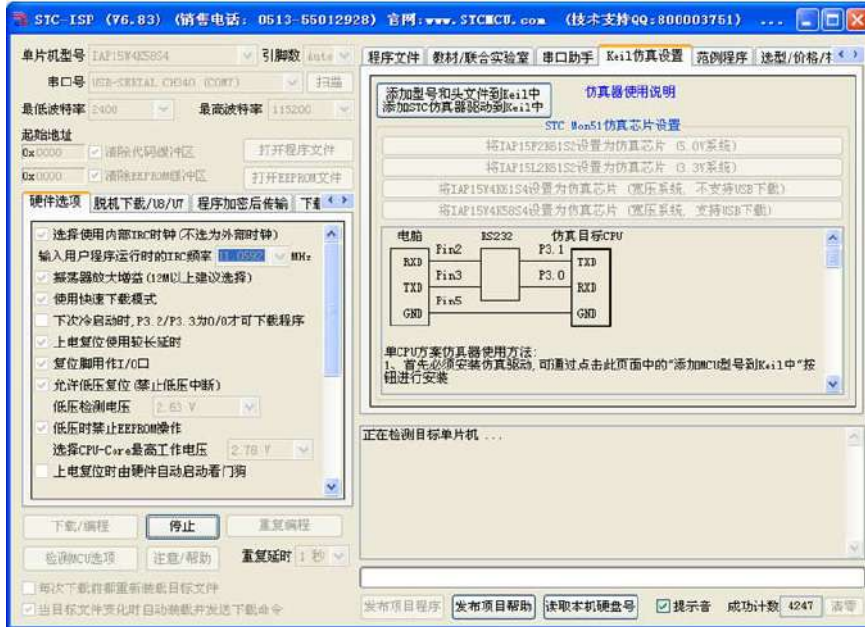 STC-ISP (V6.83) (销售电话: 0513-55012928) 官网:www.STCMCU.com (技术支持QQ:800003751) ...
单片机型号 IAP15W4K58S4 引脚数 Auto
串口号 USB-SERIAL CH340 (COM7) 扫描
最低波特率 2400 最高波特率 115200
起始地址
0x0000 清除代码缓冲区 打开程序文件
0x0000 清除EEPROM缓冲区 打开EEPROM文件
硬件选项 脱机下载/U8/U7 程序加密后传输
选择使用内部IRC时钟(不选为外部时钟)
输入用户程序运行时的IRC频率 11.0592 MHz
振荡器放大增益(12M以上建议选择)
使用快速下载模式
下次冷启动时,P3.2/P3.3为0/0才可下载程序
上电复位使用较长延时
复位脚用作I/O口
允许低压复位(禁止低压中断)
低压检测电压 2.63 V
低压时禁止EEPROM操作
选择CPU-Core最高工作电压 2.78 V
上电复位时由硬件自动启动看门狗
下载/编程 停止 重复编程
检测MCU选项 注意/帮助 重复延时 1 秒
每次下载前都重新装载目标文件
当目标文件变化时自动装载并发送下载命令
程序文件 教材/联合实验室 串口助手 Keil仿真设置 范例程序 选型/价格/
添加型号和头文件到Keil中
添加STC仿真器驱动到Keil中
仿真器使用说明
STC Mon51仿真芯片设置
将IAP15F2K61S2设置为仿真芯片 (5.0V系统)
将IAP15L2K61S2设置为仿真芯片 (3.3V系统)
将IAP15W4K61S4设置为仿真芯片 (宽压系统, 不支持USB下载)
将IAP15W4K58S4设置为仿真芯片 (宽压系统, 支持USB下载)
电脑 RS232 仿真目标CPU
RXD Pin2 P3.1 TXD
TXD Pin3 P3.0 RXD
GND Pin5 GND
单CPU方案仿真器使用方法:
1、首先必须安装仿真驱动,可通过点击此页面中的“添加MCU型号到Keil中”按
钮进行安装
正在检测目标单片机 ...
发布项目程序 发布项目帮助 读取本机硬盘号 提示音 成功计数 4247 清零